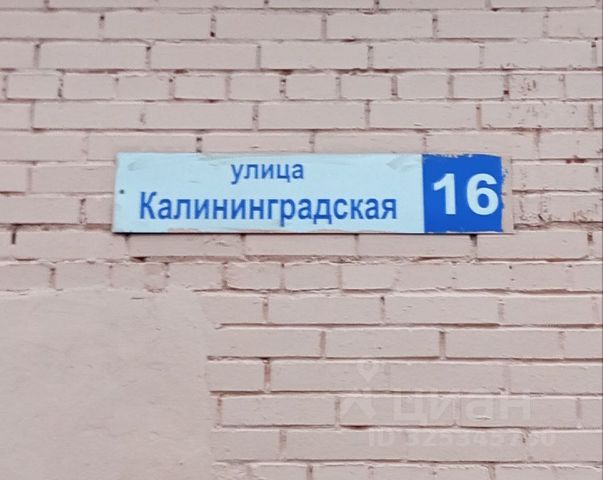 улица
Калининградская
16
циан